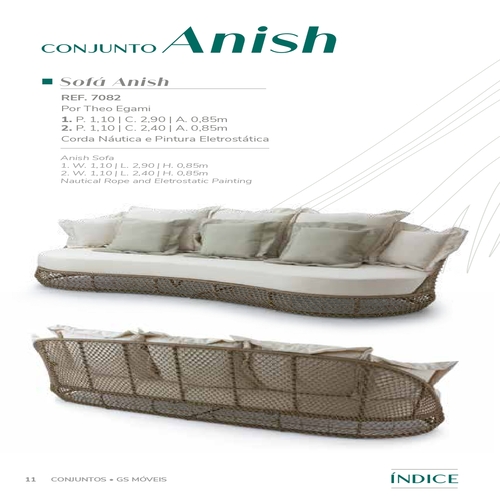 CONJUNTO Anish
Sofá Anish
REF. 7082
Por Theo Egami
1. P. 1,10 | C. 2,90 | A. 0,85m
2. P. 1,10 | C. 2,40 | A. 0,85m
Corda Náutica e Pintura Eletrostática
Anish Sofa
1. W. 1,10 | L. 2,90 | H. 0,85m
2. W. 1,10 | L. 2,40 | H. 0,85m
Nautical Rope and Eletrostatic Painting
11 CONJUNTOS • GS MÓVEIS
ÍNDICE